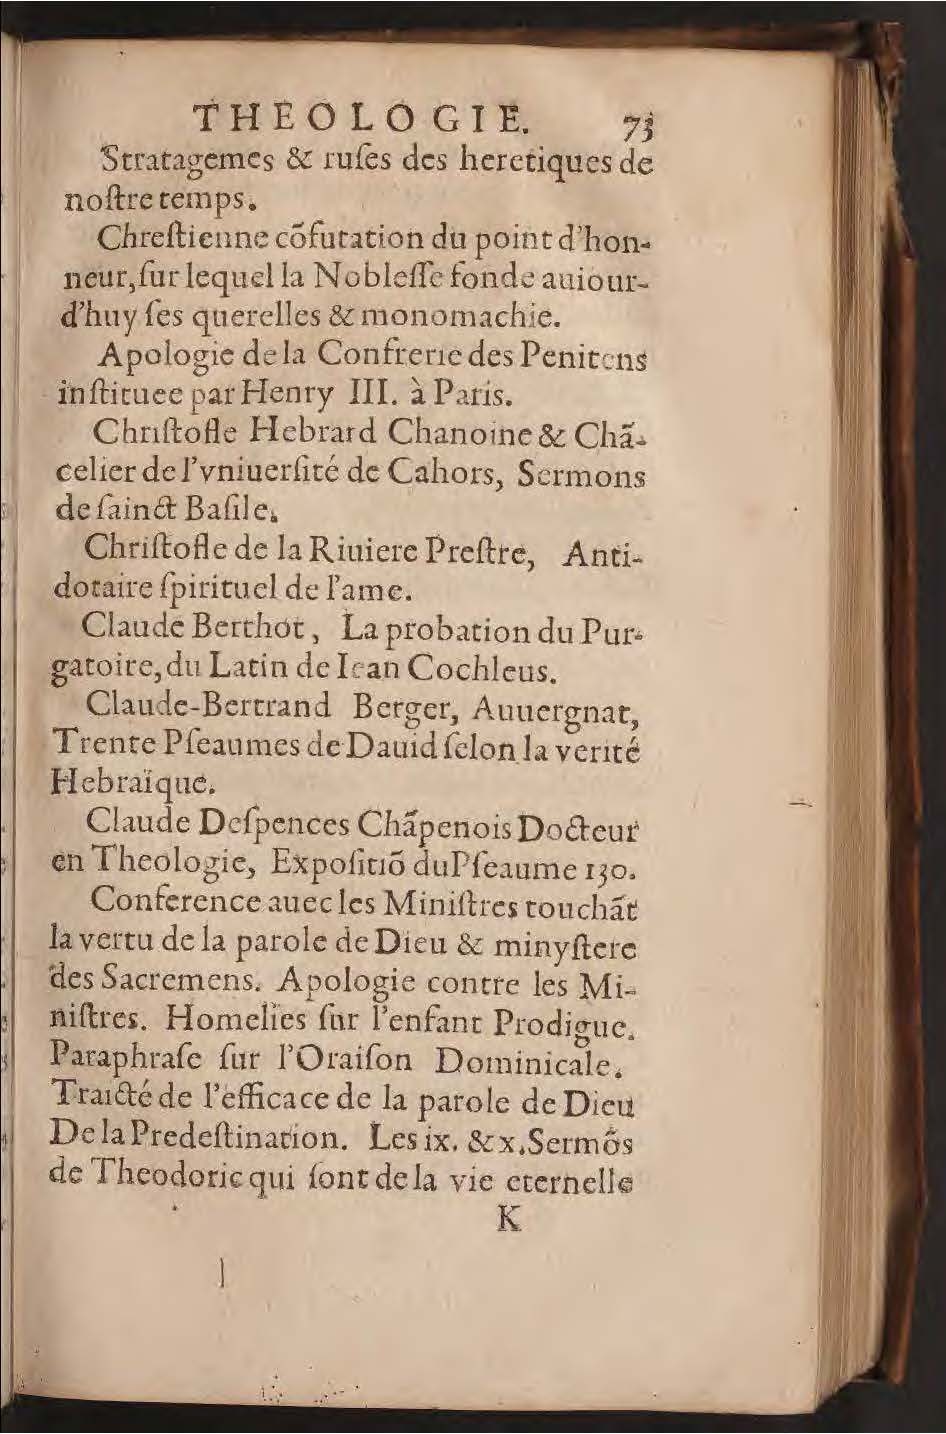 THEOLOGIE. 73
Stratagemes & ruſes des heretiques de
noſtre temps.
Chreſtienne cõfutation du point d'hon-
neur, ſur lequel la Nobleſſe fonde auiour-
d'huy ſes querelles & monomachie.
Apologie de la Confrerie des Penitens
inſtituee par Henry III. à Paris.
Chriſtofle Hebrard Chanoine & Chã-
celier de l'vniuerſité de Cahors, Sermons
de ſainct Baſile.
Chriſtofle de la Riuiere Preſtre, Anti-
dotaire ſpirituel de l'ame.
Claude Berthot, La probation du Pur-
gatoire, du Latin de Iean Cochleus.
Claude-Bertrand Berger, Auuergnat,
Trente Pſeaumes de Dauid ſelon la verité
Hebraïque.
Claude Deſpences Chãpenois Docteur
en Theologie, Expoſitiõ du Pſeaume 130.
Conference auec les Miniſtres touchãt
la vertu de la parole de Dieu & minyſtere
des Sacremens. Apologie contre les Mi-
niſtres. Homelies ſur l'enfant Prodigue.
Paraphraſe ſur l'Oraiſon Dominicale.
Traicté de l'efficace de la parole de Dieu
De la Predeſtination. Les ix. & x. Sermõs
de Theodoric qui ſont de la vie eternelle
K